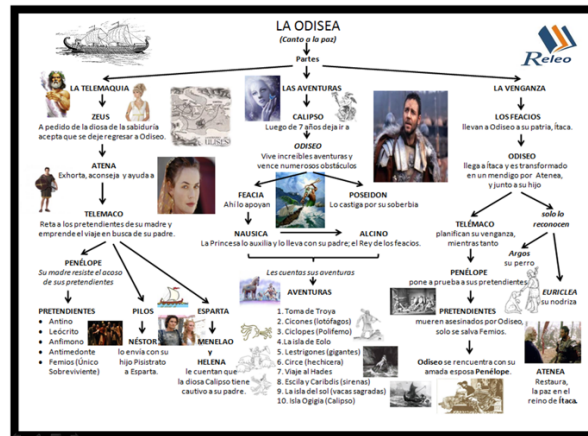 LA ODISEA
(Canto a la paz)
Partes
Releo
LA TELEMAQUIA
ZEUS
A pedido de la diosa de la sabiduría
acepta que se deje regresar a Odiseo.
ATENA
Exhorta, aconseja y ayuda a
TELEMACO
Reta a los pretendientes de su madre y
emprende el viaje en busca de su padre.
PENÉLOPE
Su madre resiste el acoso
de sus pretendientes
PRETENDIENTES
• Antino
• Leócrito
• Anfimono
• Antimedonte
• Femios (Único
Sobreviviente)
PILOS
NÉSTOR
lo envía con su
hijo Pisistrato
a Esparta.
ESPARTA
MENELAO
y
HELENA
le cuentan que
la diosa Calipso tiene
cautivo a su padre.
LAS AVENTURAS
CALIPSO
Luego de 7 años deja ir a
ODISEO
Vive increíbles aventuras y
vence numerosos obstáculos
FEACIA
Ahí lo apoyan
POSEIDON
Lo castiga por su soberbia
NAUSICA
ALCINO
La Princesa lo auxilia y lo lleva con su padre; el Rey de los feacios.
Les cuentas sus aventuras
AVENTURAS
1. Toma de Troya
2. Cicones (lotófagos)
3. Ciclopes (Polifemo)
4. La isla de Eolo
5. Lestrigones (gigantes)
6. Circe (hechicera)
7. Viaje al Hades
8. Escila y Caribdis (sirenas)
9. La isla del sol (vacas sagradas)
10. Isla Ogigia (Calipso)
LA VENGANZA
LOS FEACIOS
llevan a Odiseo a su patria, Ítaca.
ODISEO
llega a Ítaca y es transformado
en un mendigo por Atenea,
y junto a su hijo
TELÉMACO
planifican su venganza,
mientras tanto
PENÉLOPE
pone a prueba a sus pretendientes
PRETENDIENTES
mueren asesinados por Odiseo,
solo se salva Femios.
Odiseo se rencuentra con su
amada esposa Penélope.
solo lo
reconocen
Argos
su perro
EURICLEA
su nodriza
ATENEA
Restaura,
la paz en el
reino de Ítaca.